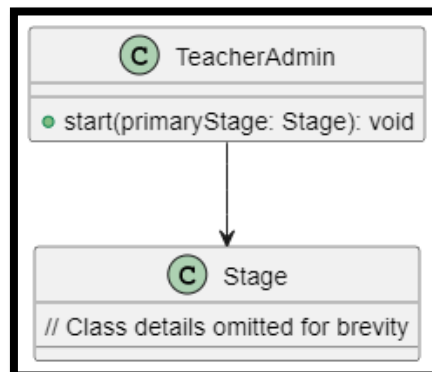 C TeacherAdmin
start(primaryStage: Stage): void
C Stage
// Class details omitted for brevity